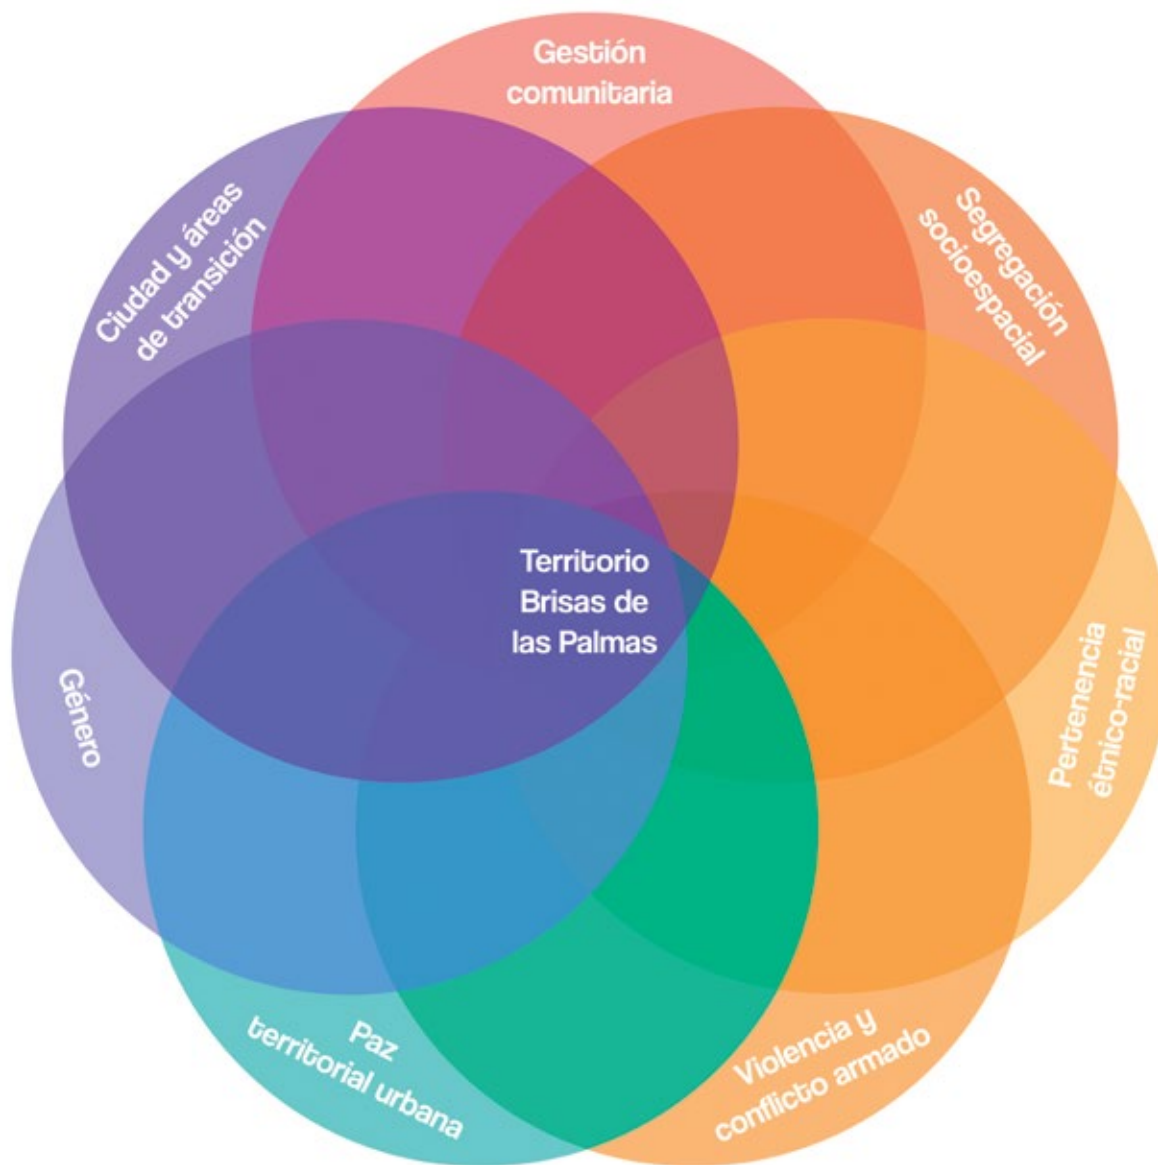 Gestión
comunitaria
Segregación
socioespacial
Pertenencia
étnico-racial
Violencia y
conflicto armado
Paz
territorial urbana
Género
Ciudad y áreas
de transición
Territorio
Brisas de
las Palmas